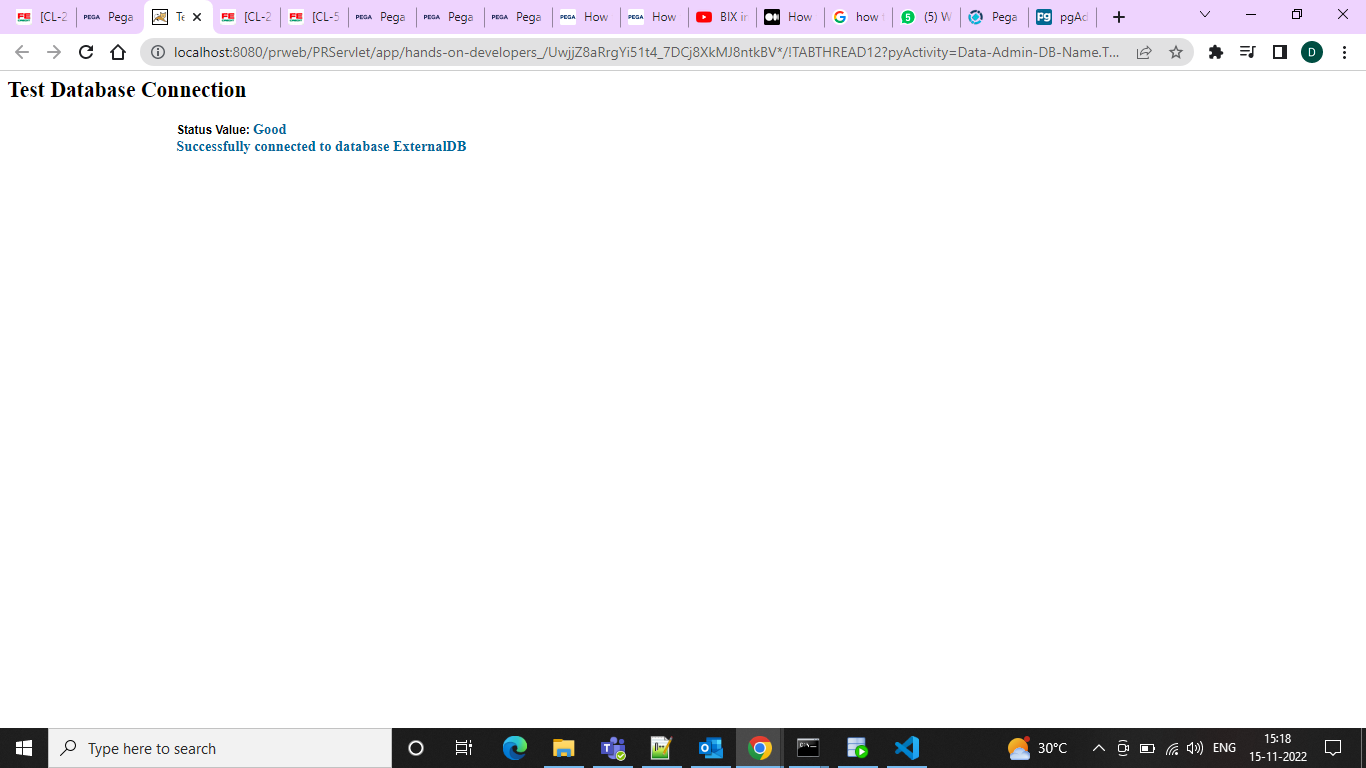 [CL-2
Pega
Te
[CL-2
[CL-5
Pega
Pega
Pega
How
How
BIX ir
How
how t
(5) W
Pega
pgAd
localhost:8080/prweb/PRServlet/app/hands-on-developers_/UwjjZ8aRrgYi51t4_7DCj8XkMJ8ntkBV*/!TABTHREAD12?pyActivity=Data-Admin-DB-Name.T...
D
Test Database Connection
Status Value: Good
Successfully connected to database ExternalDB
Type here to search
30°C
ENG
15:18
15-11-2022